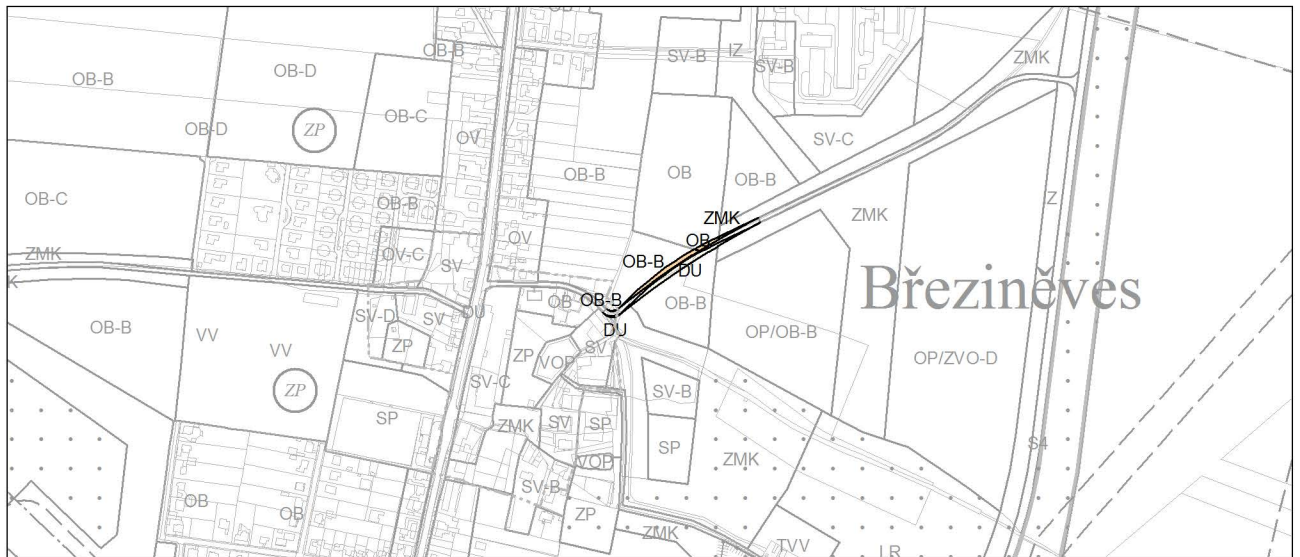 OB
OB-B
IZ
ZMK
SV-B
SV-B
OB-D
OB-B
OB-C
ZP
OB-D
OV
SV-C
OB-B
OB
OB-B
OB-C
OB-B
ZMK
ZMK
Z
OV
OV-C
OB
ZMK
SV
OB-B
DU
K
Březiněves
OB-B
OB
OB-B
DU
SV-D
SV
OB-B
VV
DU
OP/OB-B
VV
ZP
SV
ZP
VOP
OP/ZVO-D
SV-C
ZP
SV-B
SP
ZMK
SV
SP
S4
SP
VOP
ZMK
SV-B
OB
OB
ZP
ZMK
TVV
LR